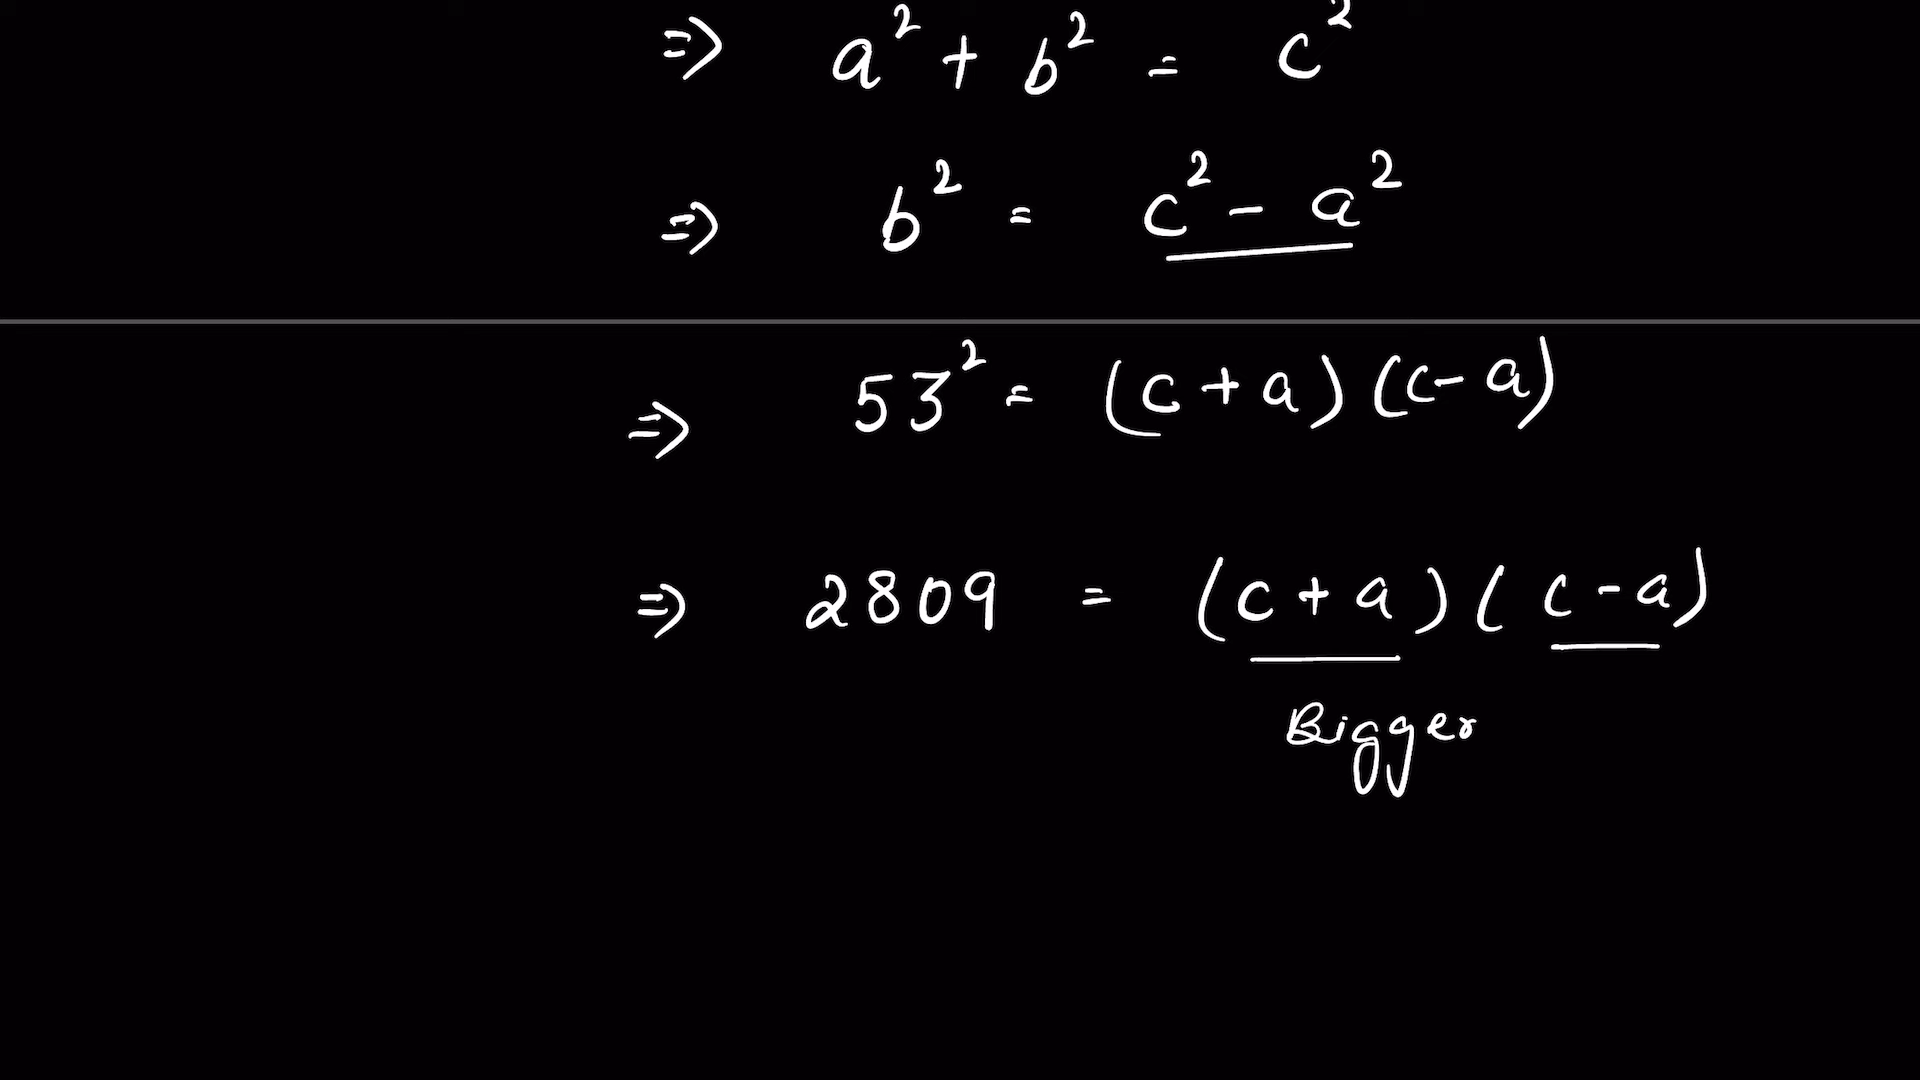 ⇒ a² + b² = c²
⇒ b² = c² - a²
⇒ 53² = (c + a) (c - a)
⇒ 2809 = (c + a) (c - a)
Bigger